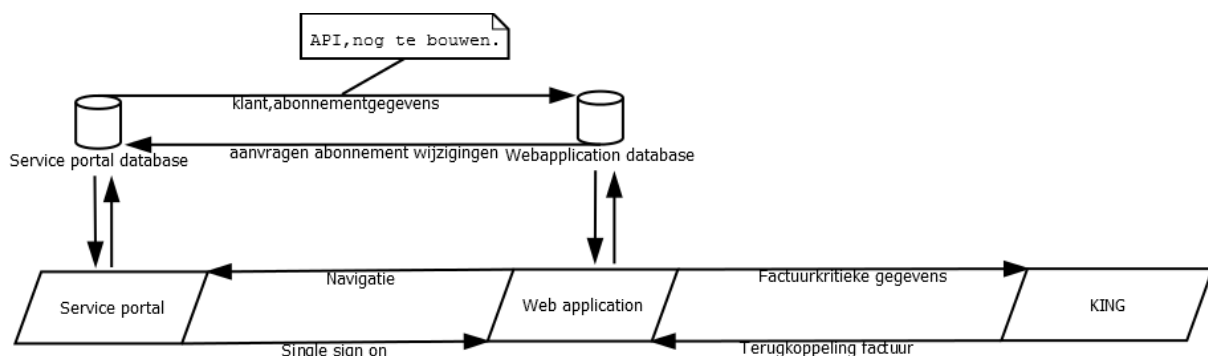 API,nog te bouwen.
klant,abonnementgegevens
aanvragen abonnement wijzigingen
Service portal database
Webapplication database
Navigatie
Factuurkritieke gegevens
Service portal
Web application
KING
Single sign on
Terugkoppeling factuur